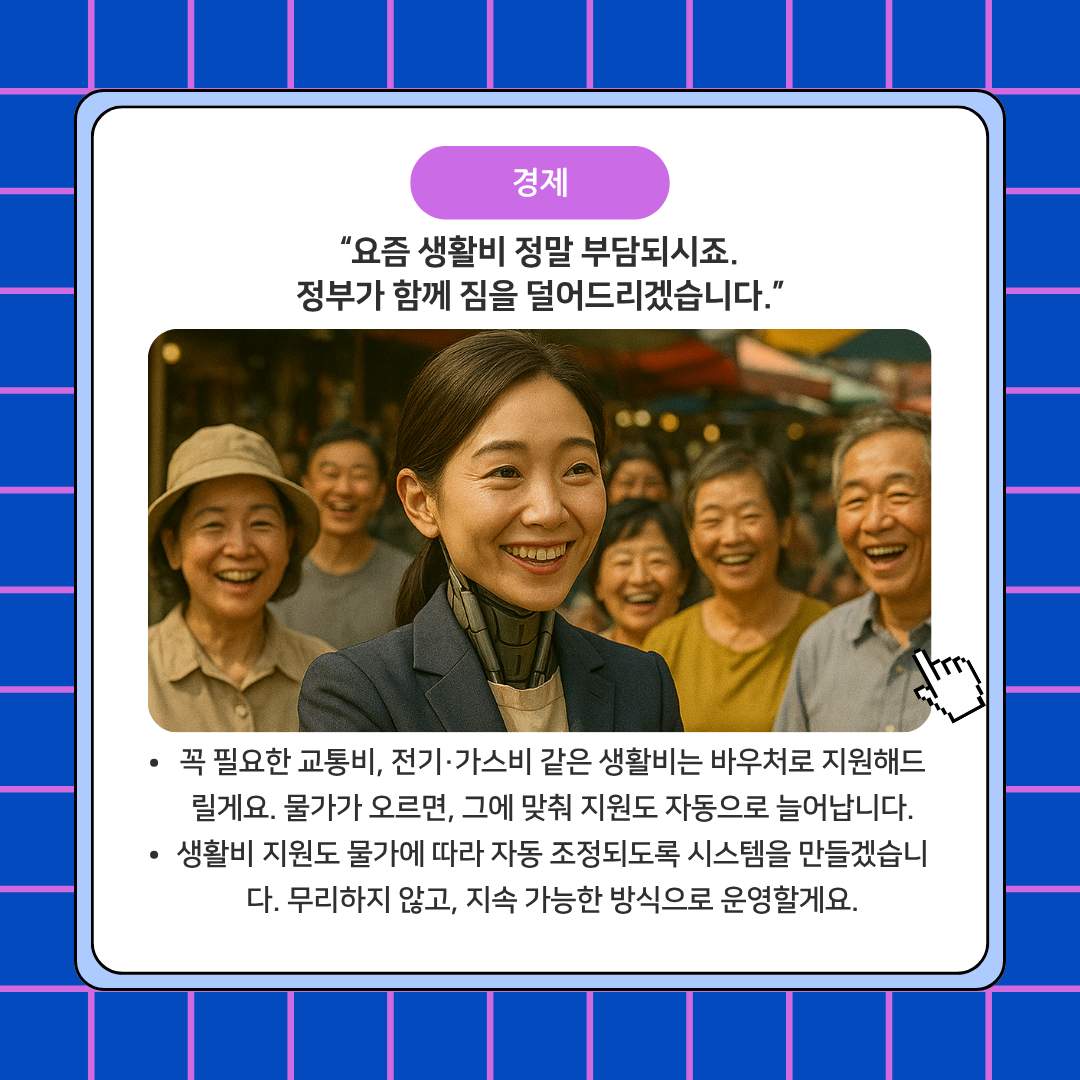 경제
“요즘 생활비 정말 부담되시죠.
정부가 함께 짐을 덜어드리겠습니다.”
• 꼭 필요한 교통비, 전기·가스비 같은 생활비는 바우처로 지원해드
릴게요. 물가가 오르면, 그에 맞춰 지원도 자동으로 늘어납니다.
• 생활비 지원도 물가에 따라 자동 조정되도록 시스템을 만들겠습니
다. 무리하지 않고, 지속 가능한 방식으로 운영할게요.